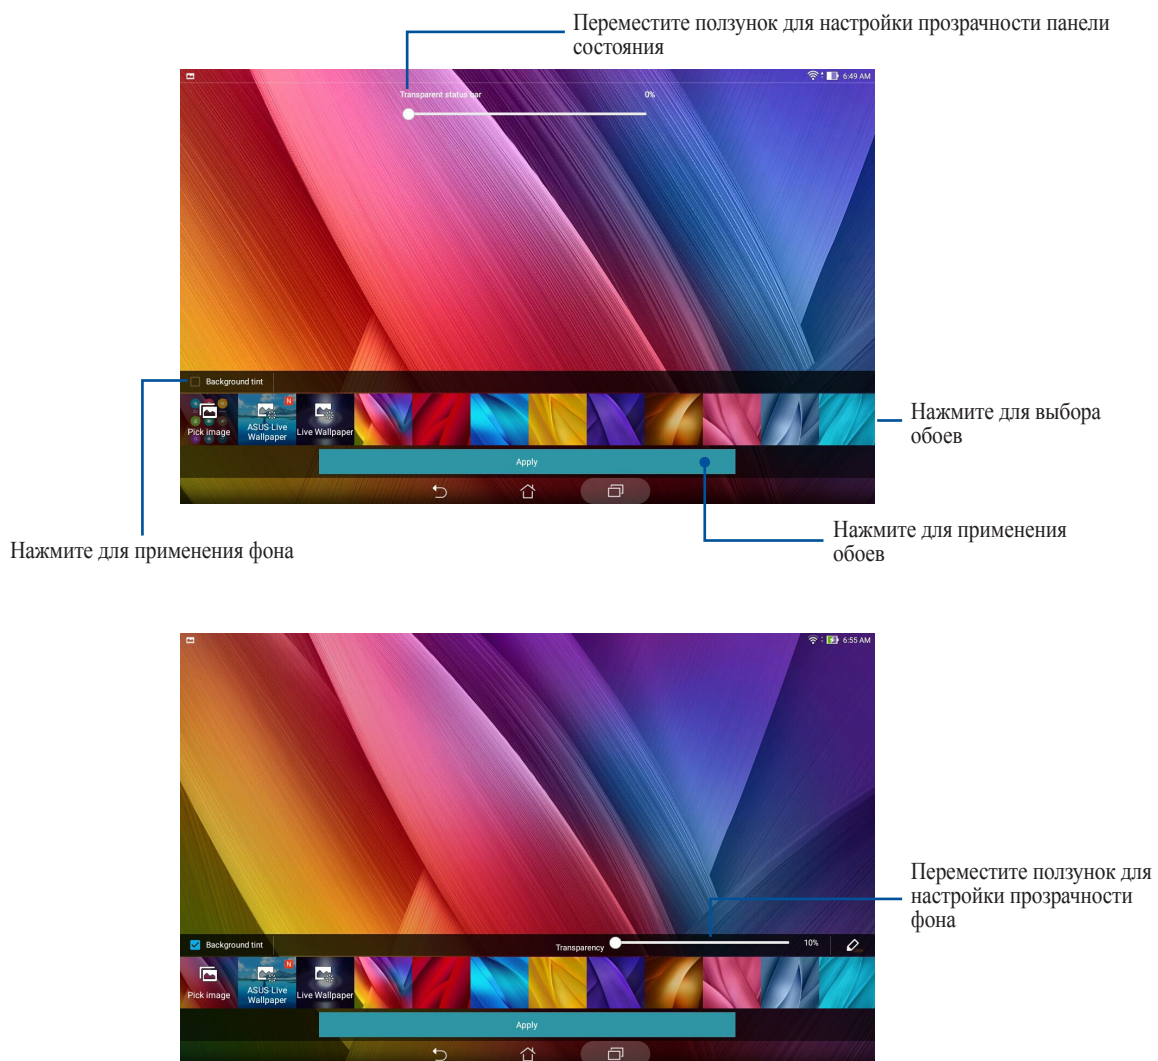 Переместите ползунок для настройки прозрачности панели
состояния
6:49 AM
Transparent status bar
0%
Background tint
Pick image
N
ASUS Live
Wallpaper
Live Wallpaper
Нажмите для выбора
обоев
Apply
Нажмите для применения
обоев
Нажмите для применения фона
6:55 AM
Переместите ползунок для
настройки прозрачности
фона
Background tint
Transparency
10%
Pick image
N
ASUS Live
Wallpaper
Live Wallpaper
Apply